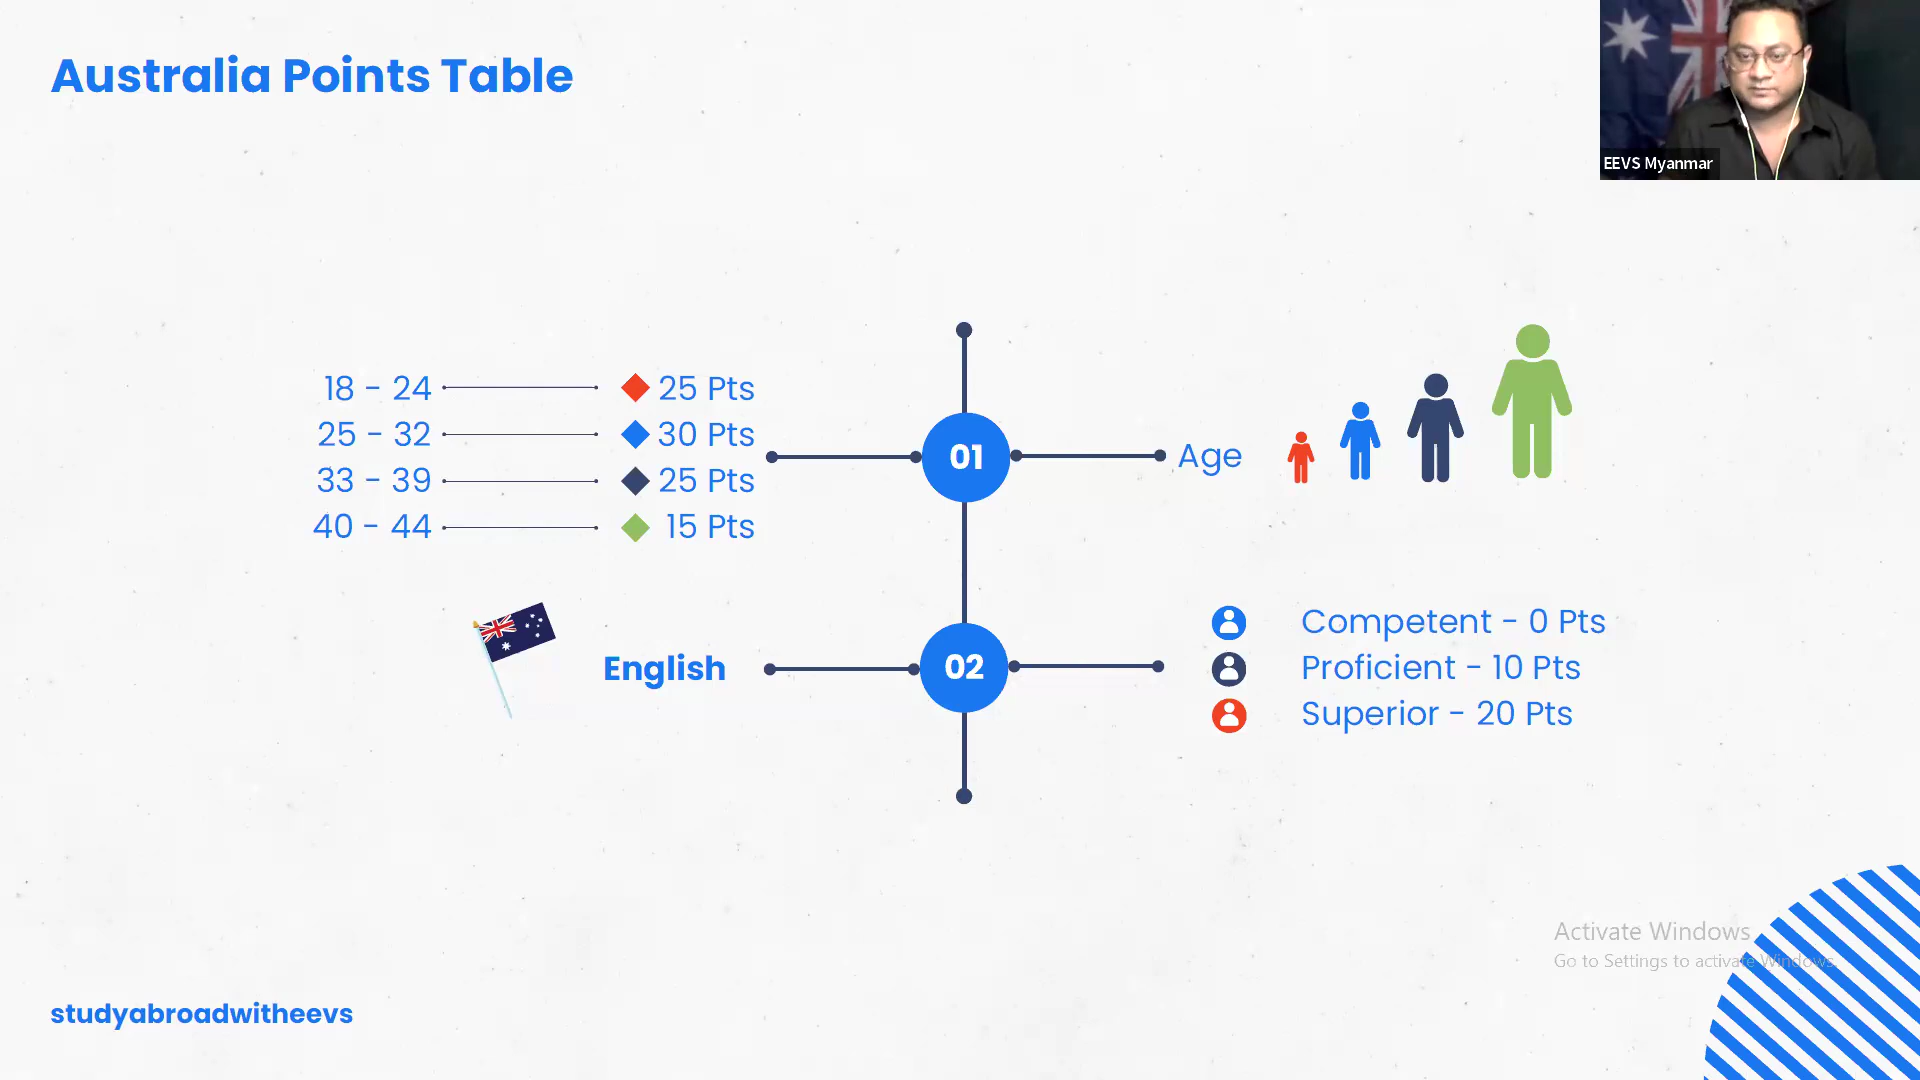 Australia Points Table
EEVS Myanmar
18 - 24 25 Pts
25 - 32 30 Pts
33 - 39 25 Pts
40 - 44 15 Pts
01
Age
English
02
Competent - 0 Pts
Proficient - 10 Pts
Superior - 20 Pts
Activate Windows
Go to Settings to activate Windows.
studyabroadwitheevs